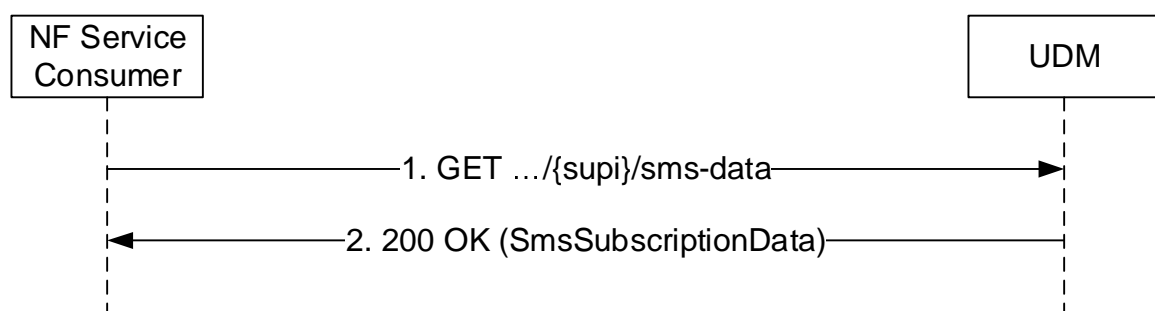 NF Service
Consumer
UDM
1. GET …/{supi}/sms-data
2. 200 OK (SmsSubscriptionData)